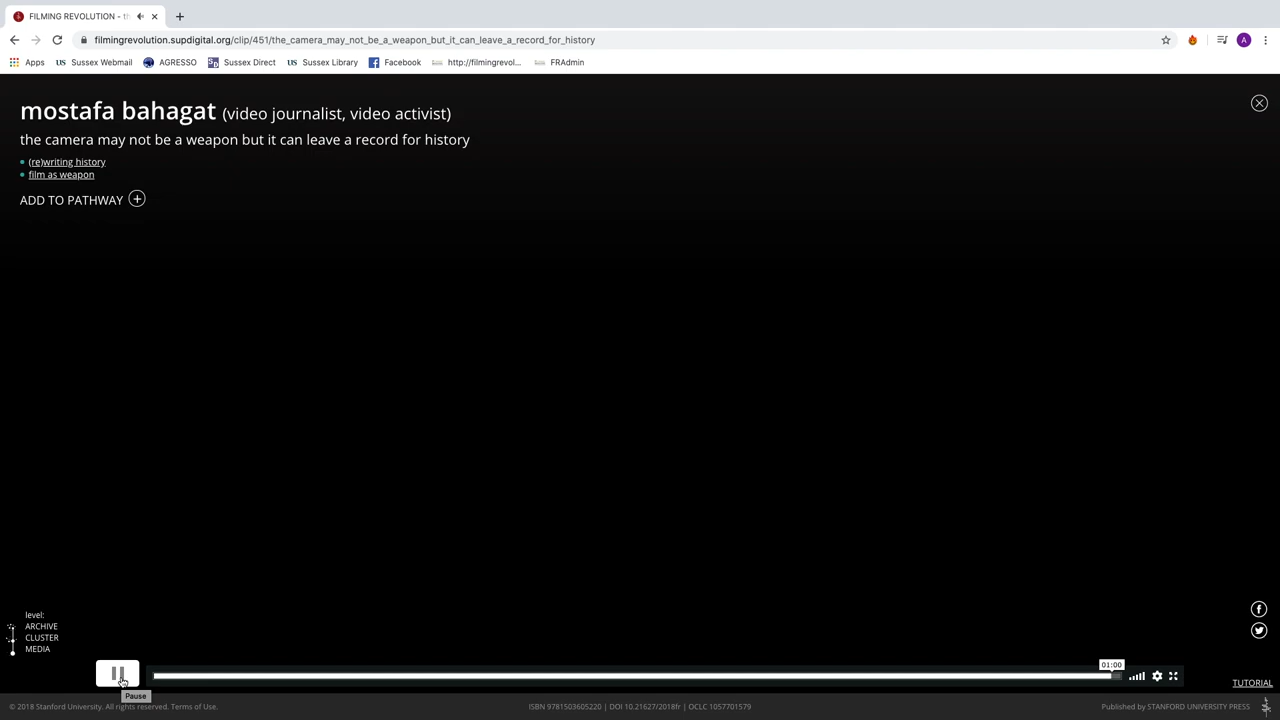 FILMING REVOLUTION - th
filmingrevolution.supdigital.org/clip/451/the_camera_may_not_be_a_weapon_but_it_can_leave_a_record_for_history
A
Apps US Sussex Webmail AGRESSO Sussex Direct US Sussex Library Facebook http://filmingrevol... FRAdmin
mostafa bahagat (video journalist, video activist)
the camera may not be a weapon but it can leave a record for history
(re)writing history
film as weapon
ADD TO PATHWAY
level:
ARCHIVE
CLUSTER
MEDIA
01:00
Pause
TUTORIAL
© 2018 Stanford University. All rights reserved. Terms of Use. ISBN 9781503605220 | DOI 10.21627/2018fr | OCLC 1057701579 Published by STANFORD UNIVERSITY PRESS